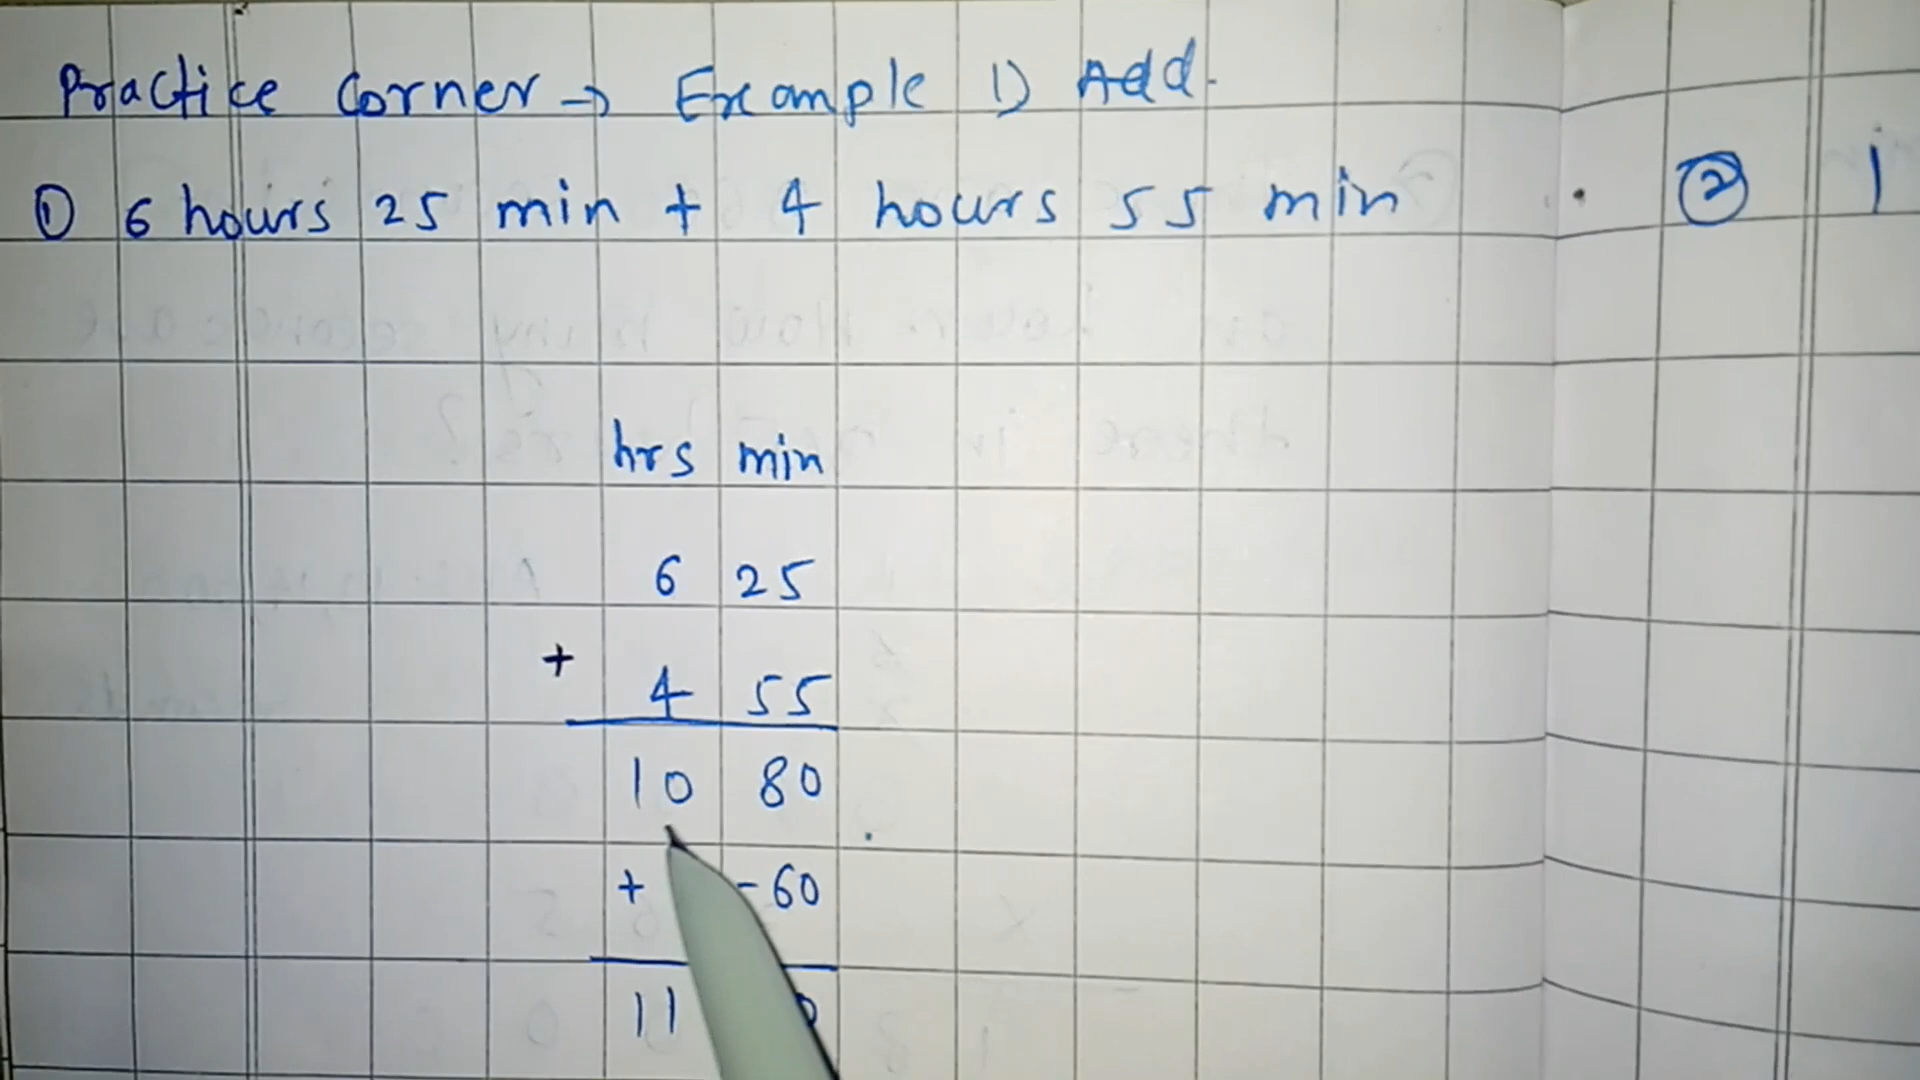 Practice Corner → Example 1) Add.
① 6 hours 25 min + 4 hours 55 min
② 1
hrs min
6 25
+ 4 55
10 80
+ -60
11